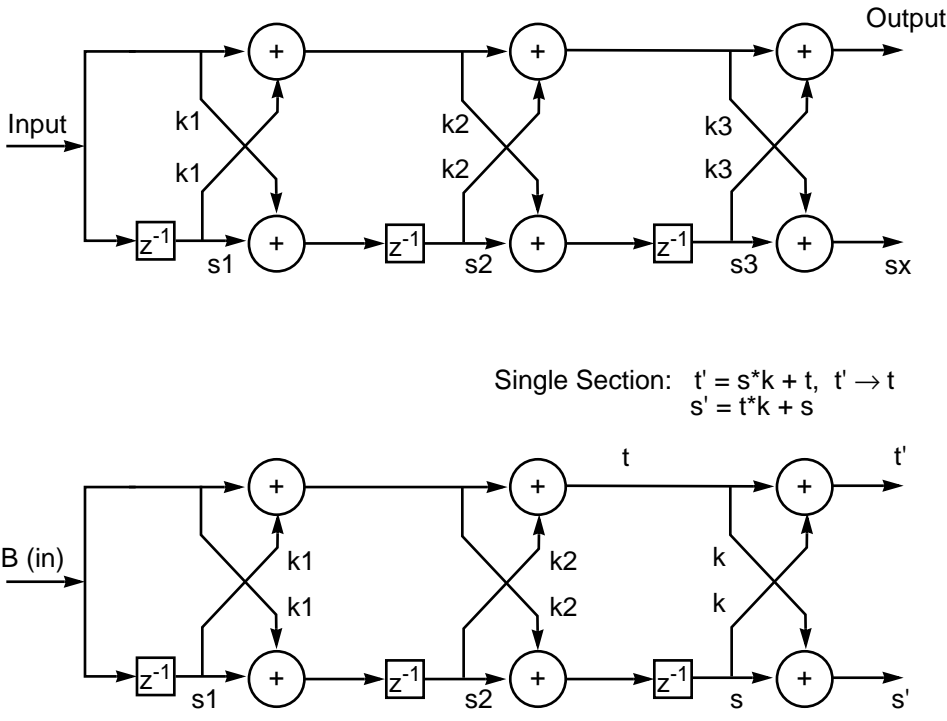 Output
+ + +
k1 k2 k3
Input
k1 k2 k3
z⁻¹ + z⁻¹ + z⁻¹ +
s1 s2 s3 sx
Single Section: t' = s*k + t, t' → t
s' = t*k + s
t t'
+ + +
B (in) k1 k2 k
k1 k2 k
z⁻¹ + z⁻¹ + z⁻¹ +
s1 s2 s s'